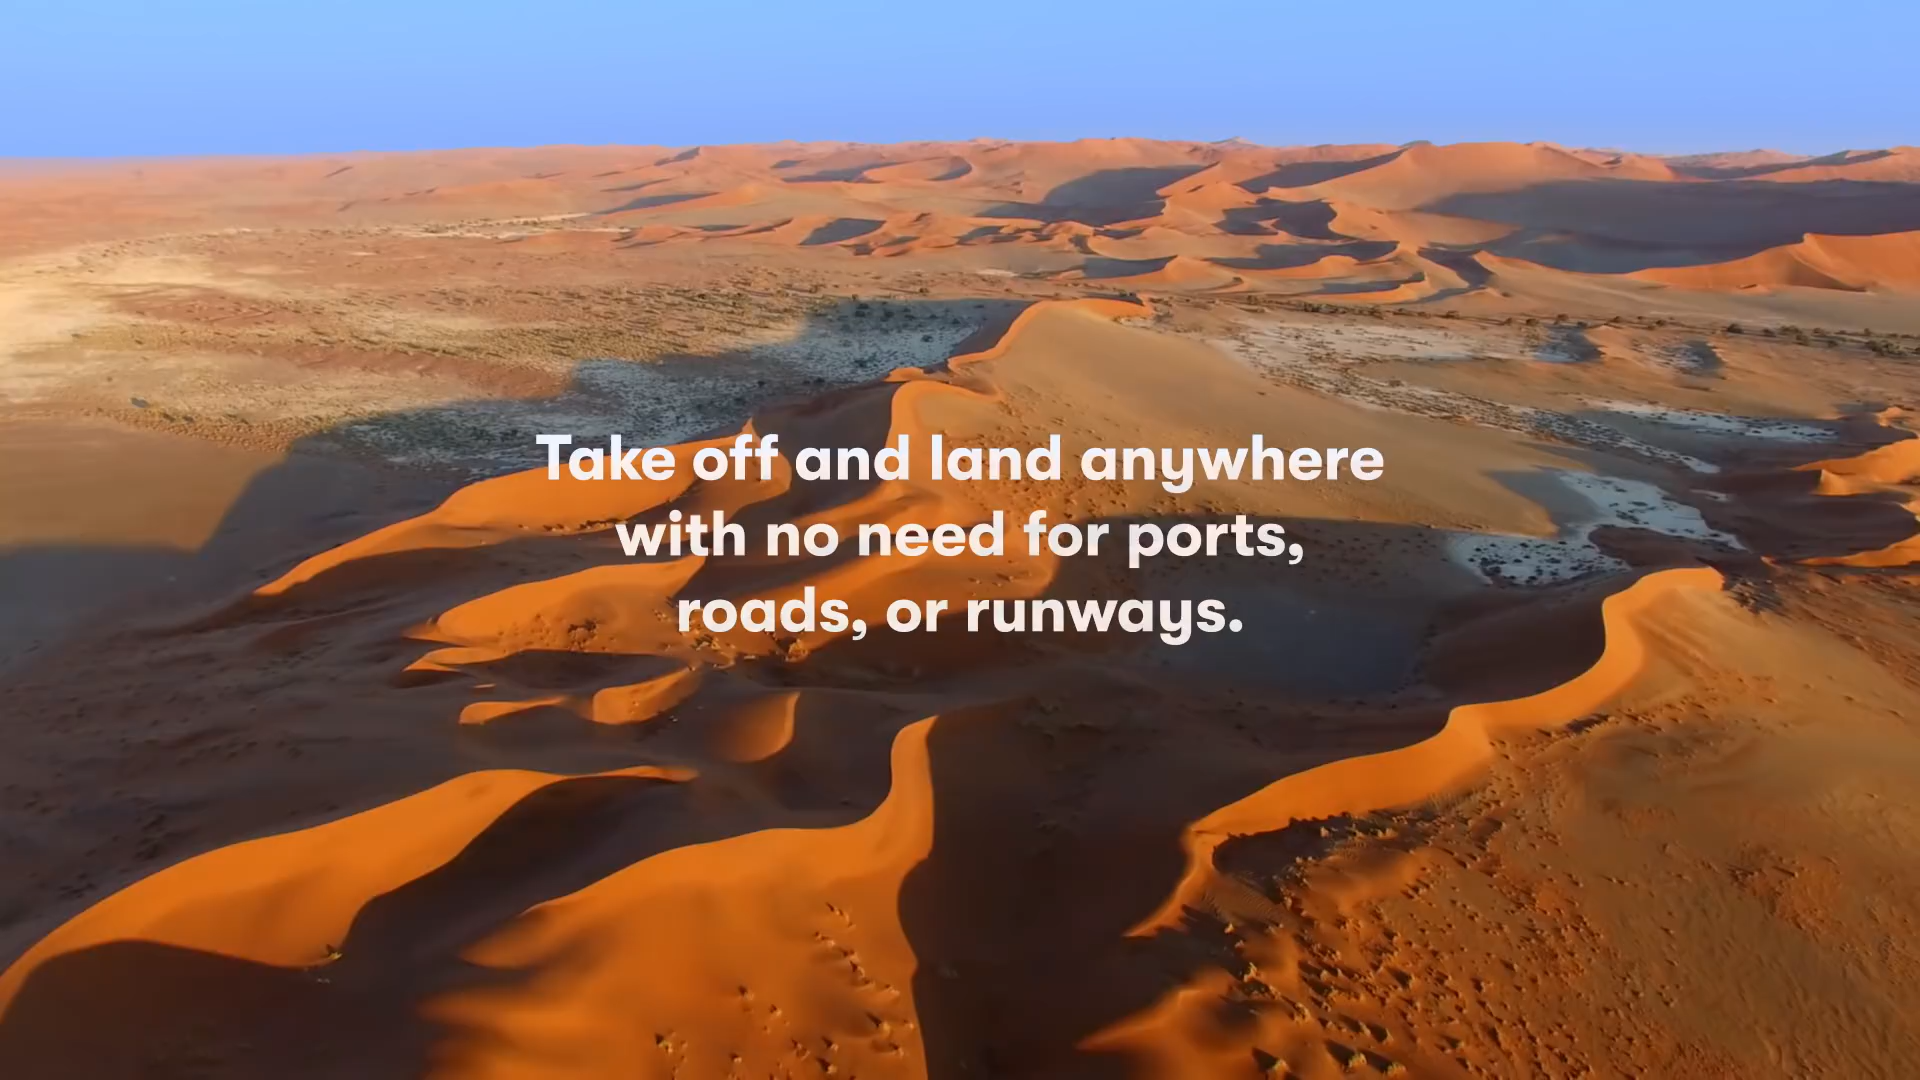 Take off and land anywhere
with no need for ports,
roads, or runways.